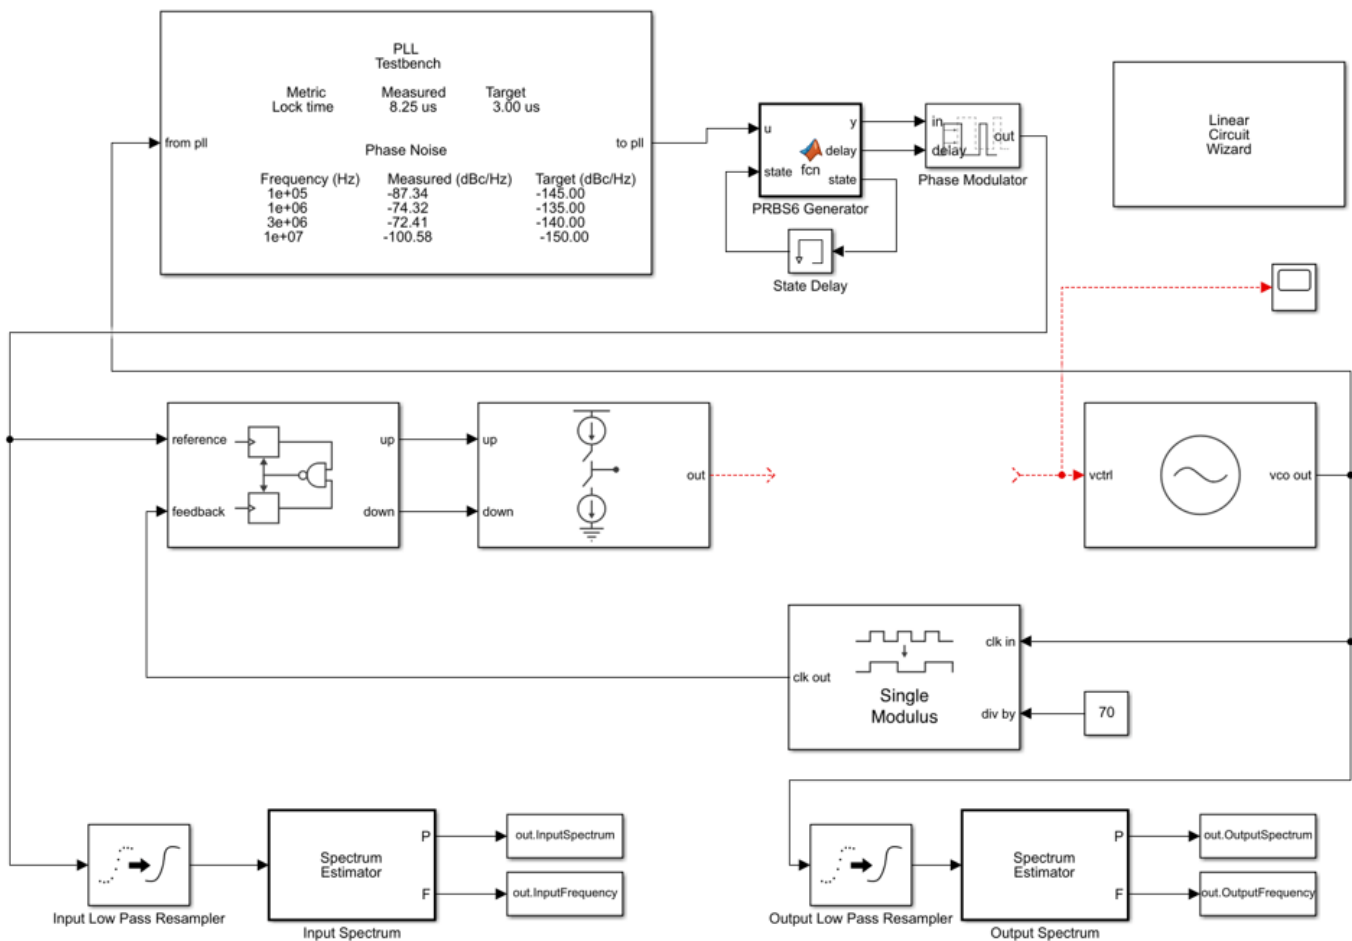 PLL
Testbench
Metric Measured Target
Lock time 8.25 us 3.00 us
from pll
to pll
Phase Noise
Frequency (Hz) Measured (dBc/Hz) Target (dBc/Hz)
1e+05 -87.34 -145.00
1e+06 -74.32 -135.00
3e+06 -72.41 -140.00
1e+07 -100.58 -150.00
u
state
y
delay
state
fcn
PRBS6 Generator
in
delay
out
Phase Modulator
State Delay
Linear
Circuit
Wizard
reference
feedback
up
down
up
down
out
vctrl
vco out
clk in
clk out
div by
Single
Modulus
70
Input Low Pass Resampler
Spectrum
Estimator
P
F
Input Spectrum
out.InputSpectrum
out.InputFrequency
Output Low Pass Resampler
Spectrum
Estimator
P
F
Output Spectrum
out.OutputSpectrum
out.OutputFrequency